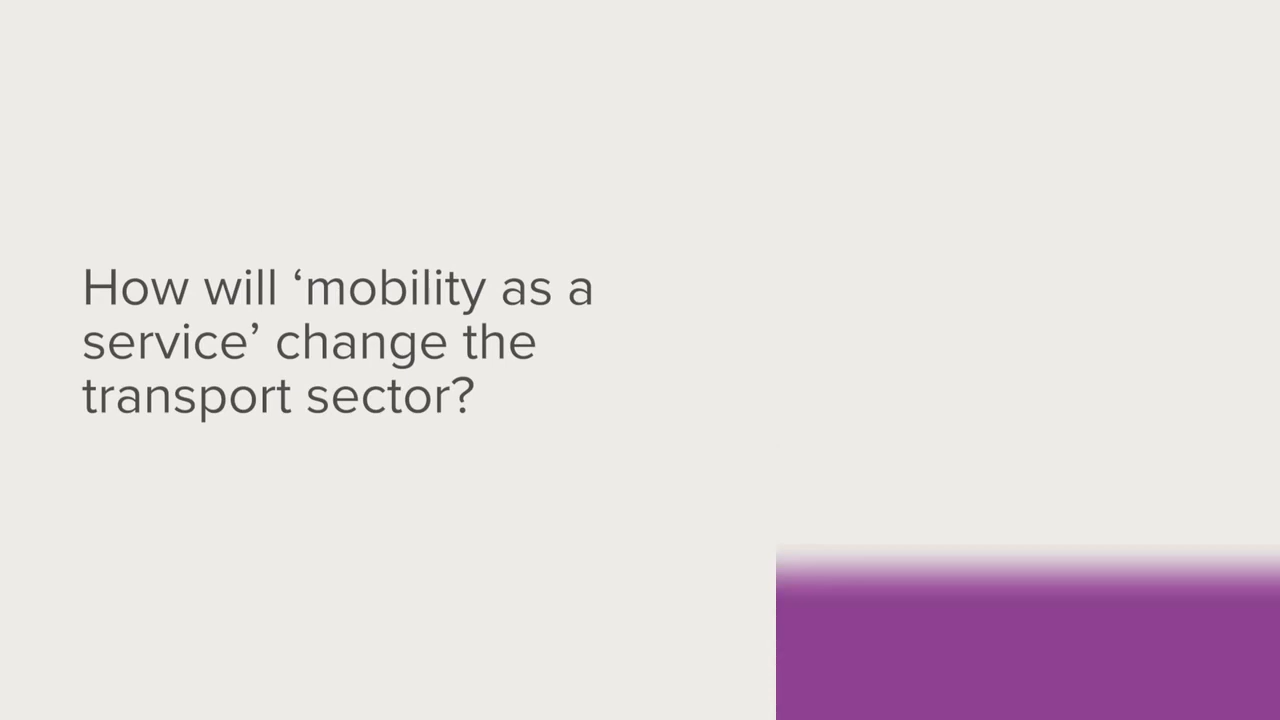 How will ‘mobility as a
service’ change the
transport sector?